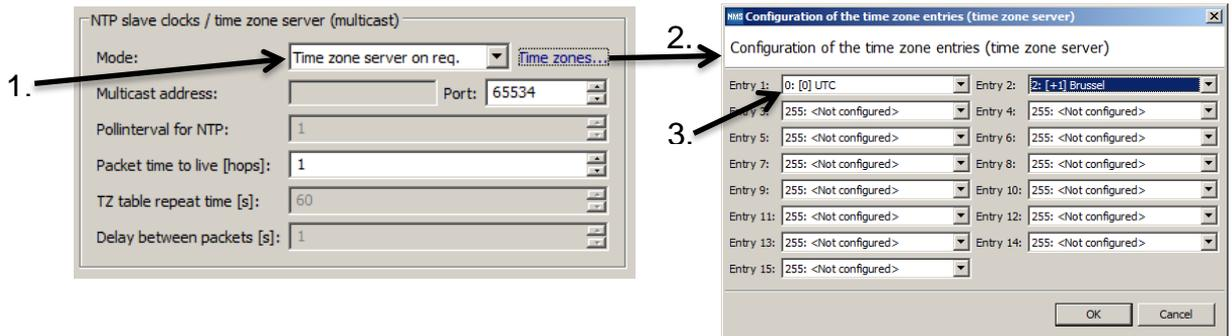 NTP slave clocks / time zone server (multicast)
Mode: Time zone server on req. Time zones...
Multicast address: Port: 65534
Pollinterval for NTP: 1
Packet time to live [hops]: 1
TZ table repeat time [s]: 60
Delay between packets [s]: 1
1.
2.
3.
NMS Configuration of the time zone entries (time zone server)
Configuration of the time zone entries (time zone server)
Entry 1: 0: [0] UTC Entry 2: 2: [+1] Brussel
Entry 3: 255: <Not configured> Entry 4: 255: <Not configured>
Entry 5: 255: <Not configured> Entry 6: 255: <Not configured>
Entry 7: 255: <Not configured> Entry 8: 255: <Not configured>
Entry 9: 255: <Not configured> Entry 10: 255: <Not configured>
Entry 11: 255: <Not configured> Entry 12: 255: <Not configured>
Entry 13: 255: <Not configured> Entry 14: 255: <Not configured>
Entry 15: 255: <Not configured>
OK Cancel